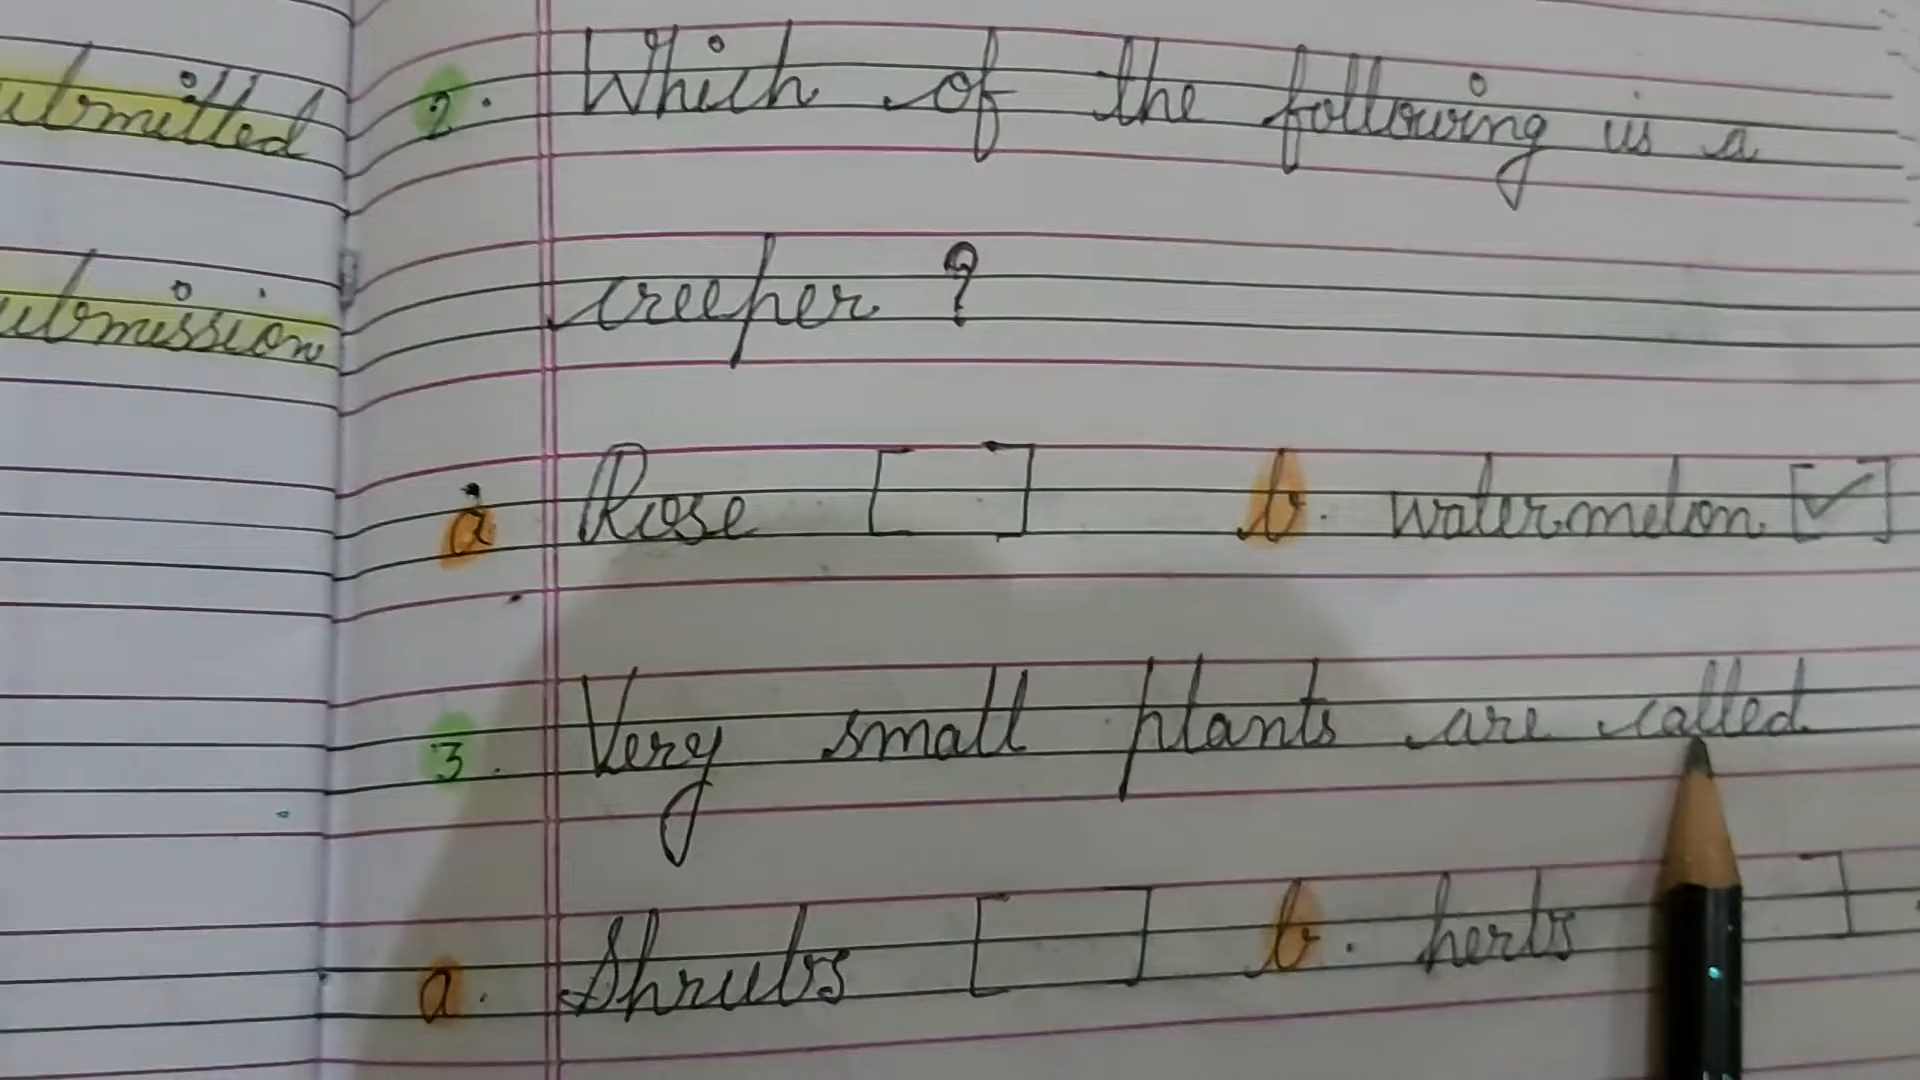 2. Which of the following is a
creeper ?
a Rose b. watermelon ✓
3. Very small plants are called
a. Shrubs b. herbs